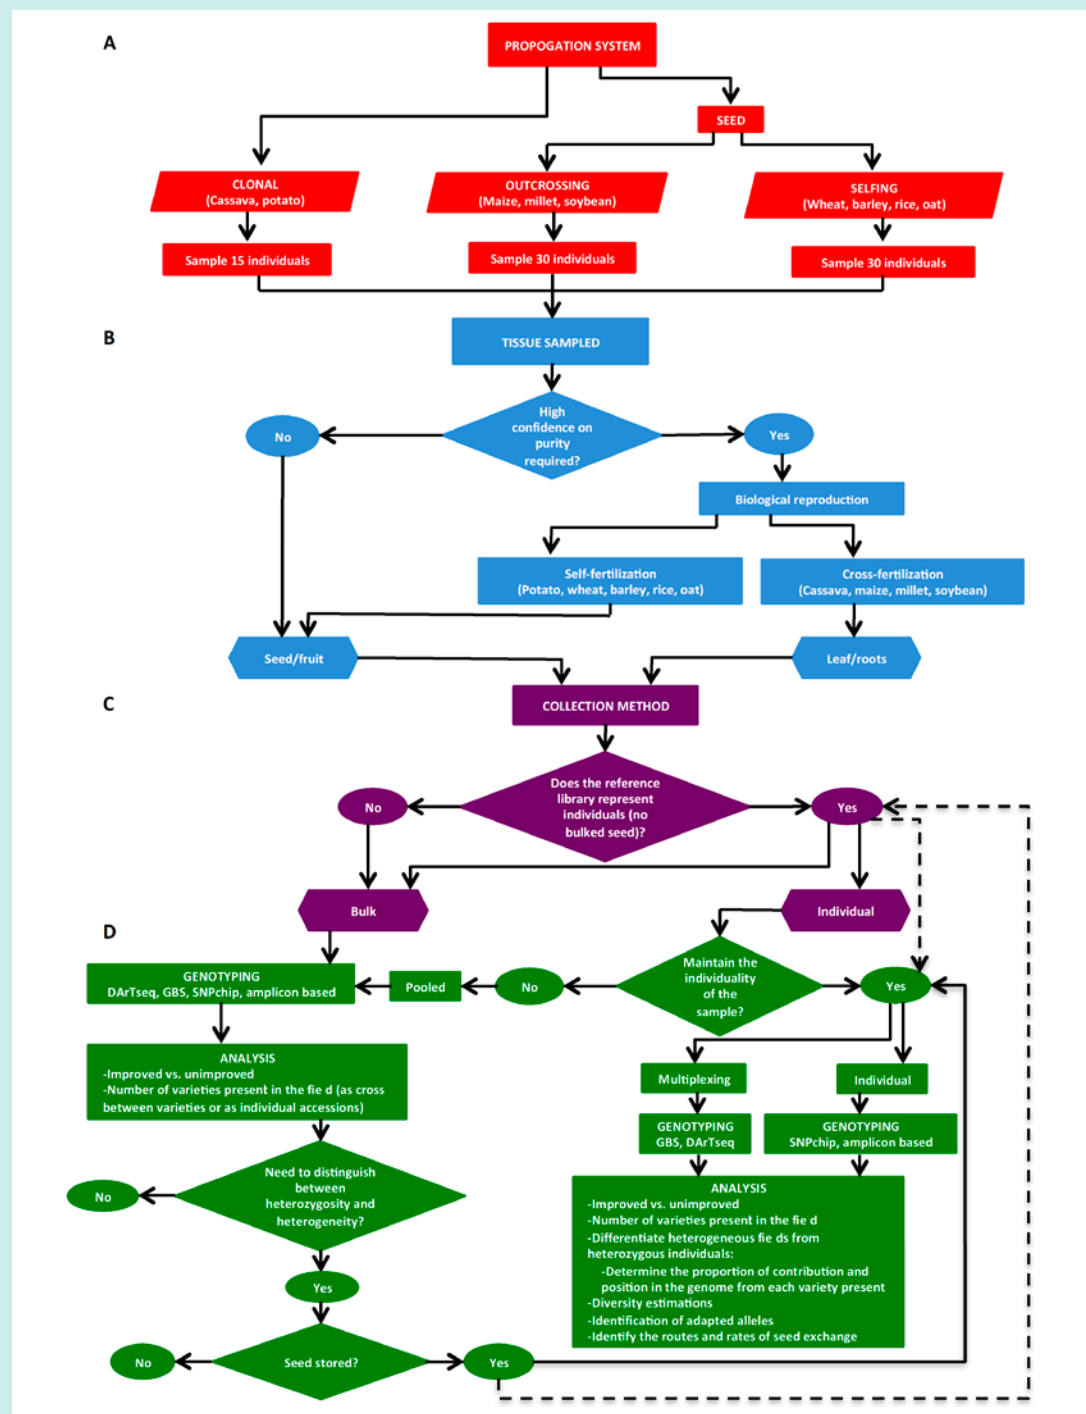 A
PROPOGATION SYSTEM
SEED
CLONAL
(Cassava, potato)
OUTCROSSING
(Maize, millet, soybean)
SELFING
(Wheat, barley, rice, oat)
Sample 15 individuals
Sample 30 individuals
Sample 30 individuals
B
TISSUE SAMPLED
High
confidence on
purity
required?
No
Yes
Biological reproduction
Self-fertilization
(Potato, wheat, barley, rice, oat)
Cross-fertilization
(Cassava, maize, millet, soybean)
Seed/fruit
Leaf/roots
C
COLLECTION METHOD
Does the reference
library represent
individuals (no
bulked seed)?
No
Yes
Bulk
Individual
D
GENOTYPING
DArTseq, GBS, SNPchip, amplicon based
Pooled
No
Maintain the
individuality
of the
sample?
Yes
ANALYSIS
-Improved vs. unimproved
-Number of varieties present in the fie d (as cross
between varieties or as individual accessions)
Multiplexing
Individual
GENOTYPING
GBS, DArTseq
GENOTYPING
SNPchip, amplicon based
Need to distinguish
between
heterozygosity and
heterogeneity?
No
Yes
ANALYSIS
-Improved vs. unimproved
-Number of varieties present in the fie d
-Differentiate heterogeneous fie ds from
heterozygous individuals:
-Determine the proportion of contribution and
position in the genome from each variety present
-Diversity estimations
-Identification of adapted alleles
-Identify the routes and rates of seed exchange
Seed stored?
No
Yes